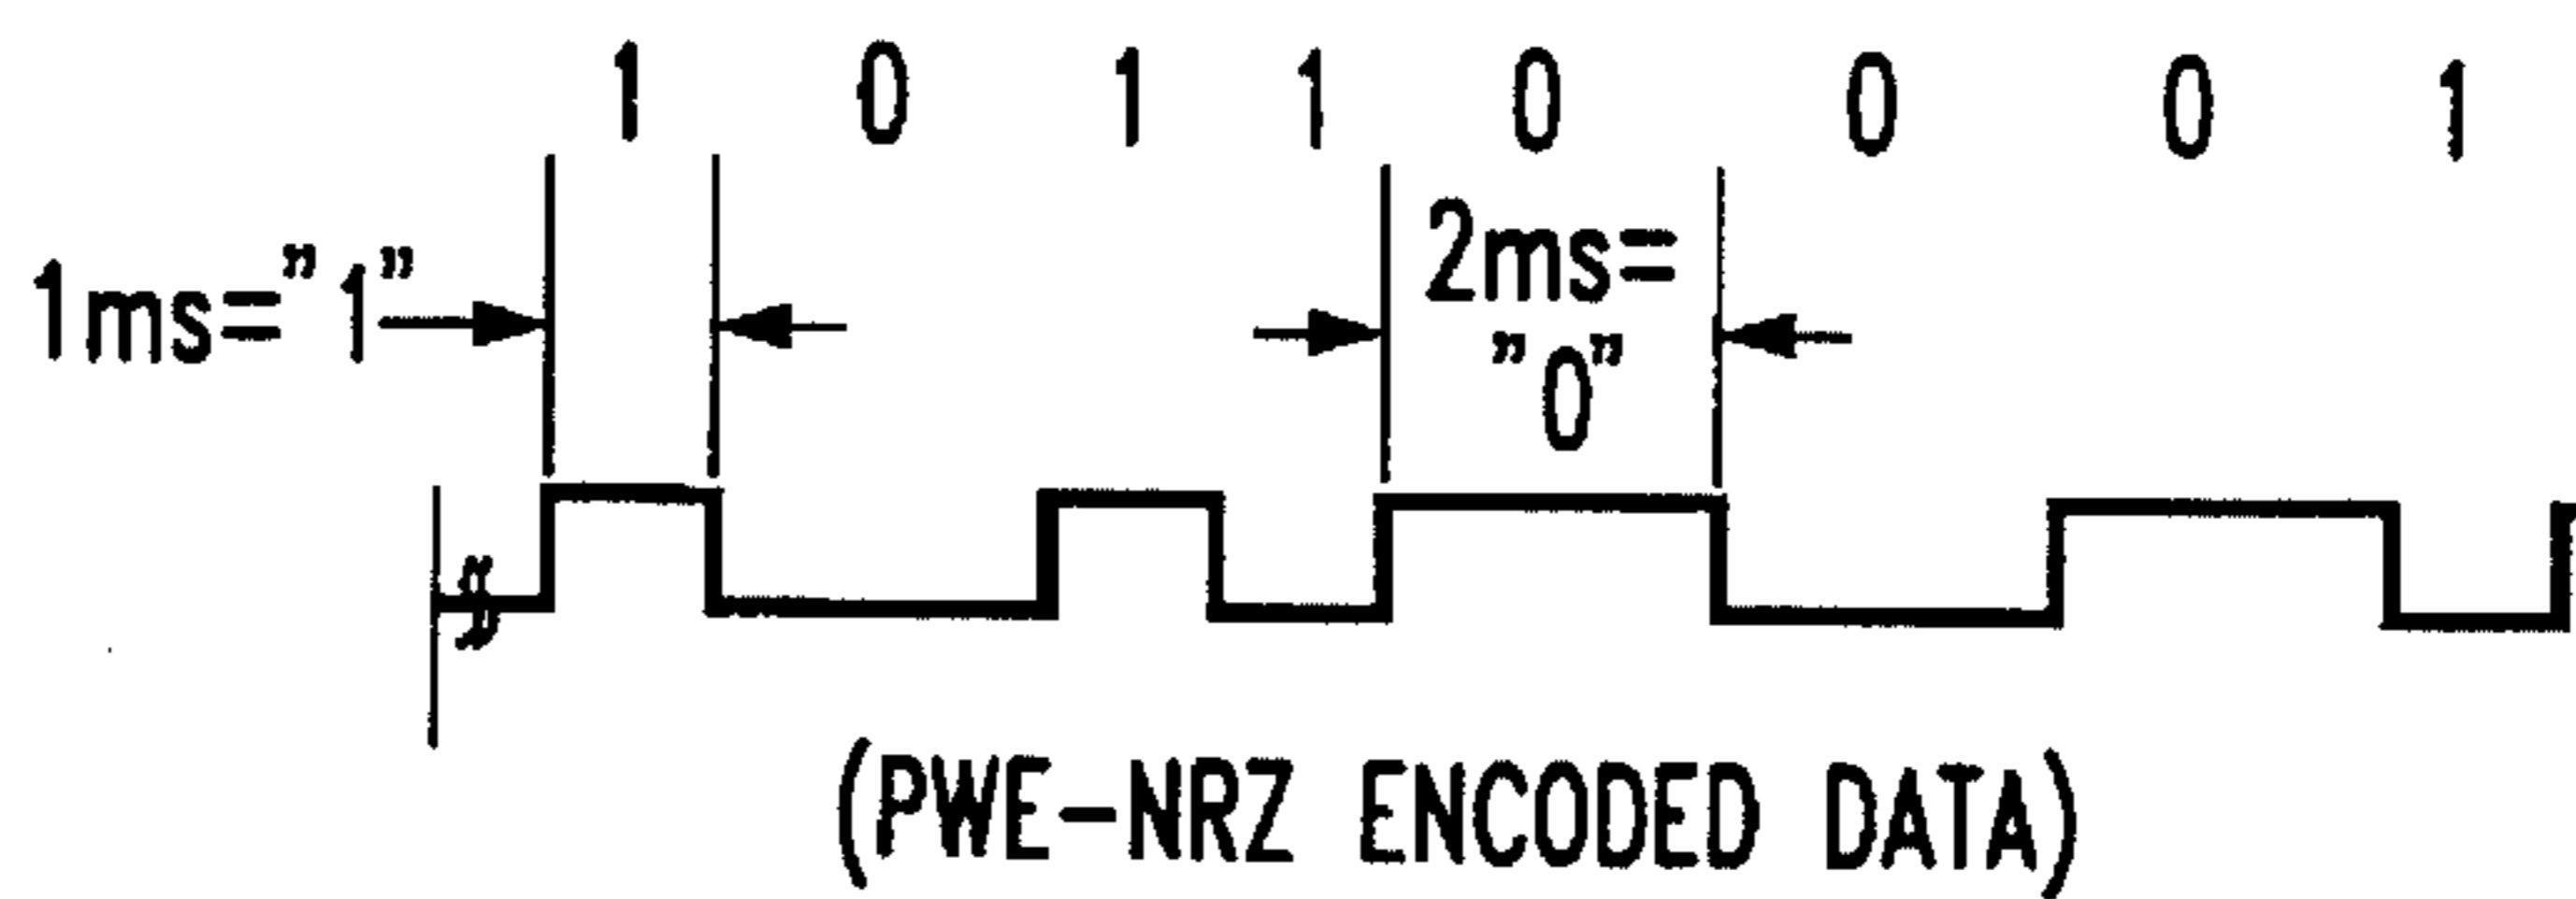 1 0 1 1 0 0 0 1
1ms="1"
2ms=
"0"
(PWE-NRZ ENCODED DATA)